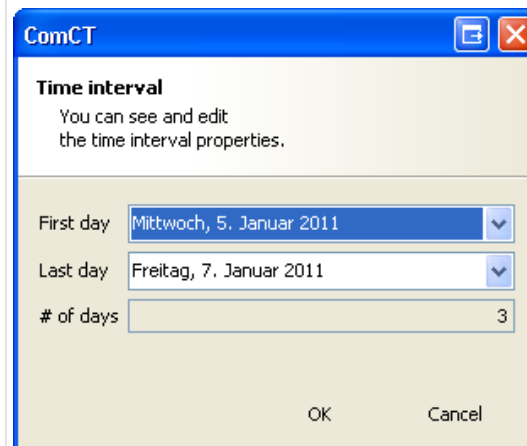 ComCT
Time interval
You can see and edit
the time interval properties.
First day Mittwoch, 5. Januar 2011
Last day Freitag, 7. Januar 2011
# of days 3
OK Cancel